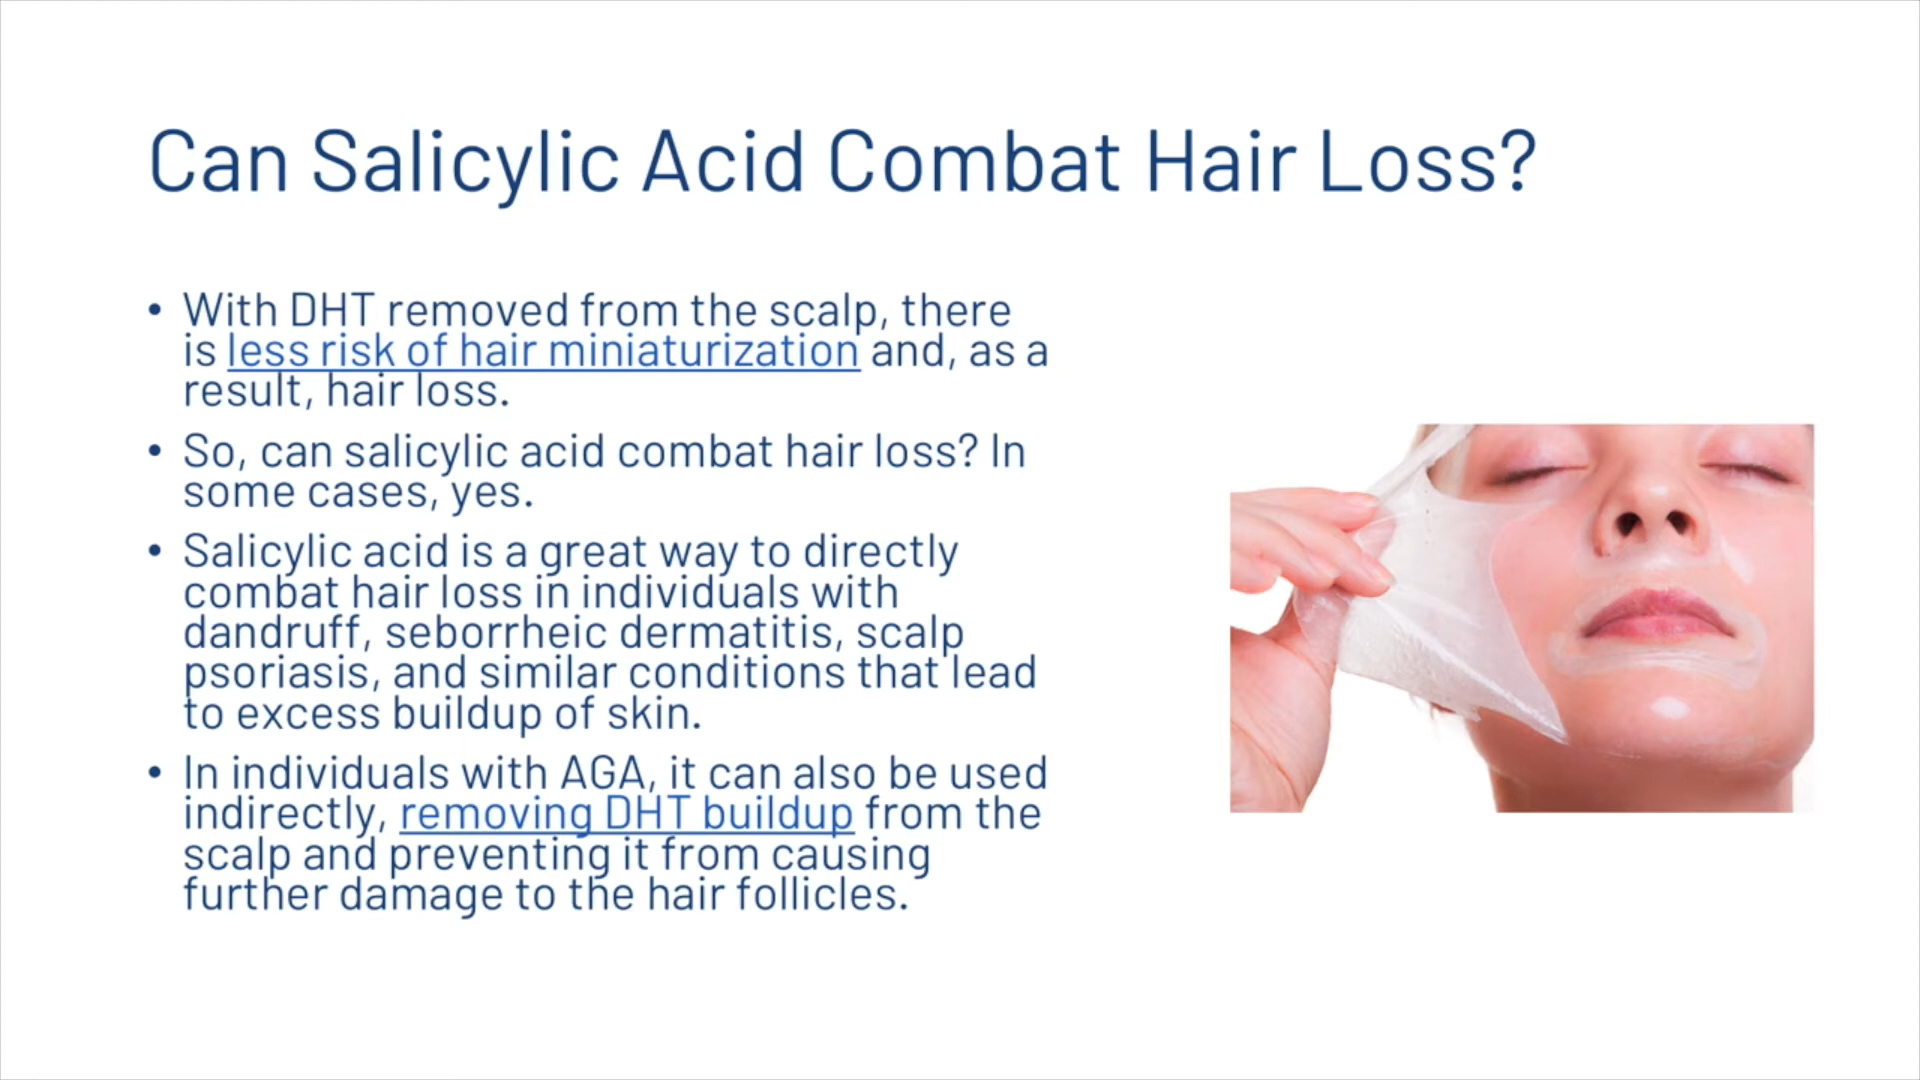 Can Salicylic Acid Combat Hair Loss?
• With DHT removed from the scalp, there
is less risk of hair miniaturization and, as a
result, hair loss.
• So, can salicylic acid combat hair loss? In
some cases, yes.
• Salicylic acid is a great way to directly
combat hair loss in individuals with
dandruff, seborrheic dermatitis, scalp
psoriasis, and similar conditions that lead
to excess buildup of skin.
• In individuals with AGA, it can also be used
indirectly, removing DHT buildup from the
scalp and preventing it from causing
further damage to the hair follicles.